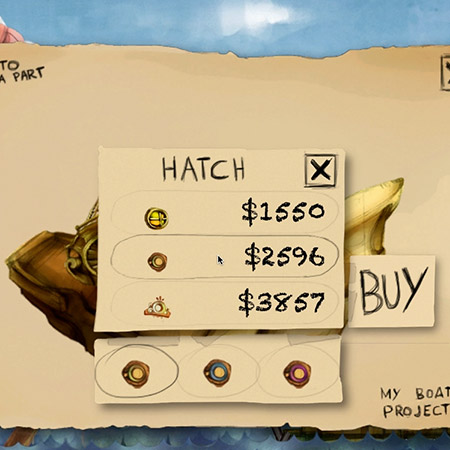 TO
A PART
HATCH X
$1550
$2596
$3857
BUY
MY BOAT
PROJECT